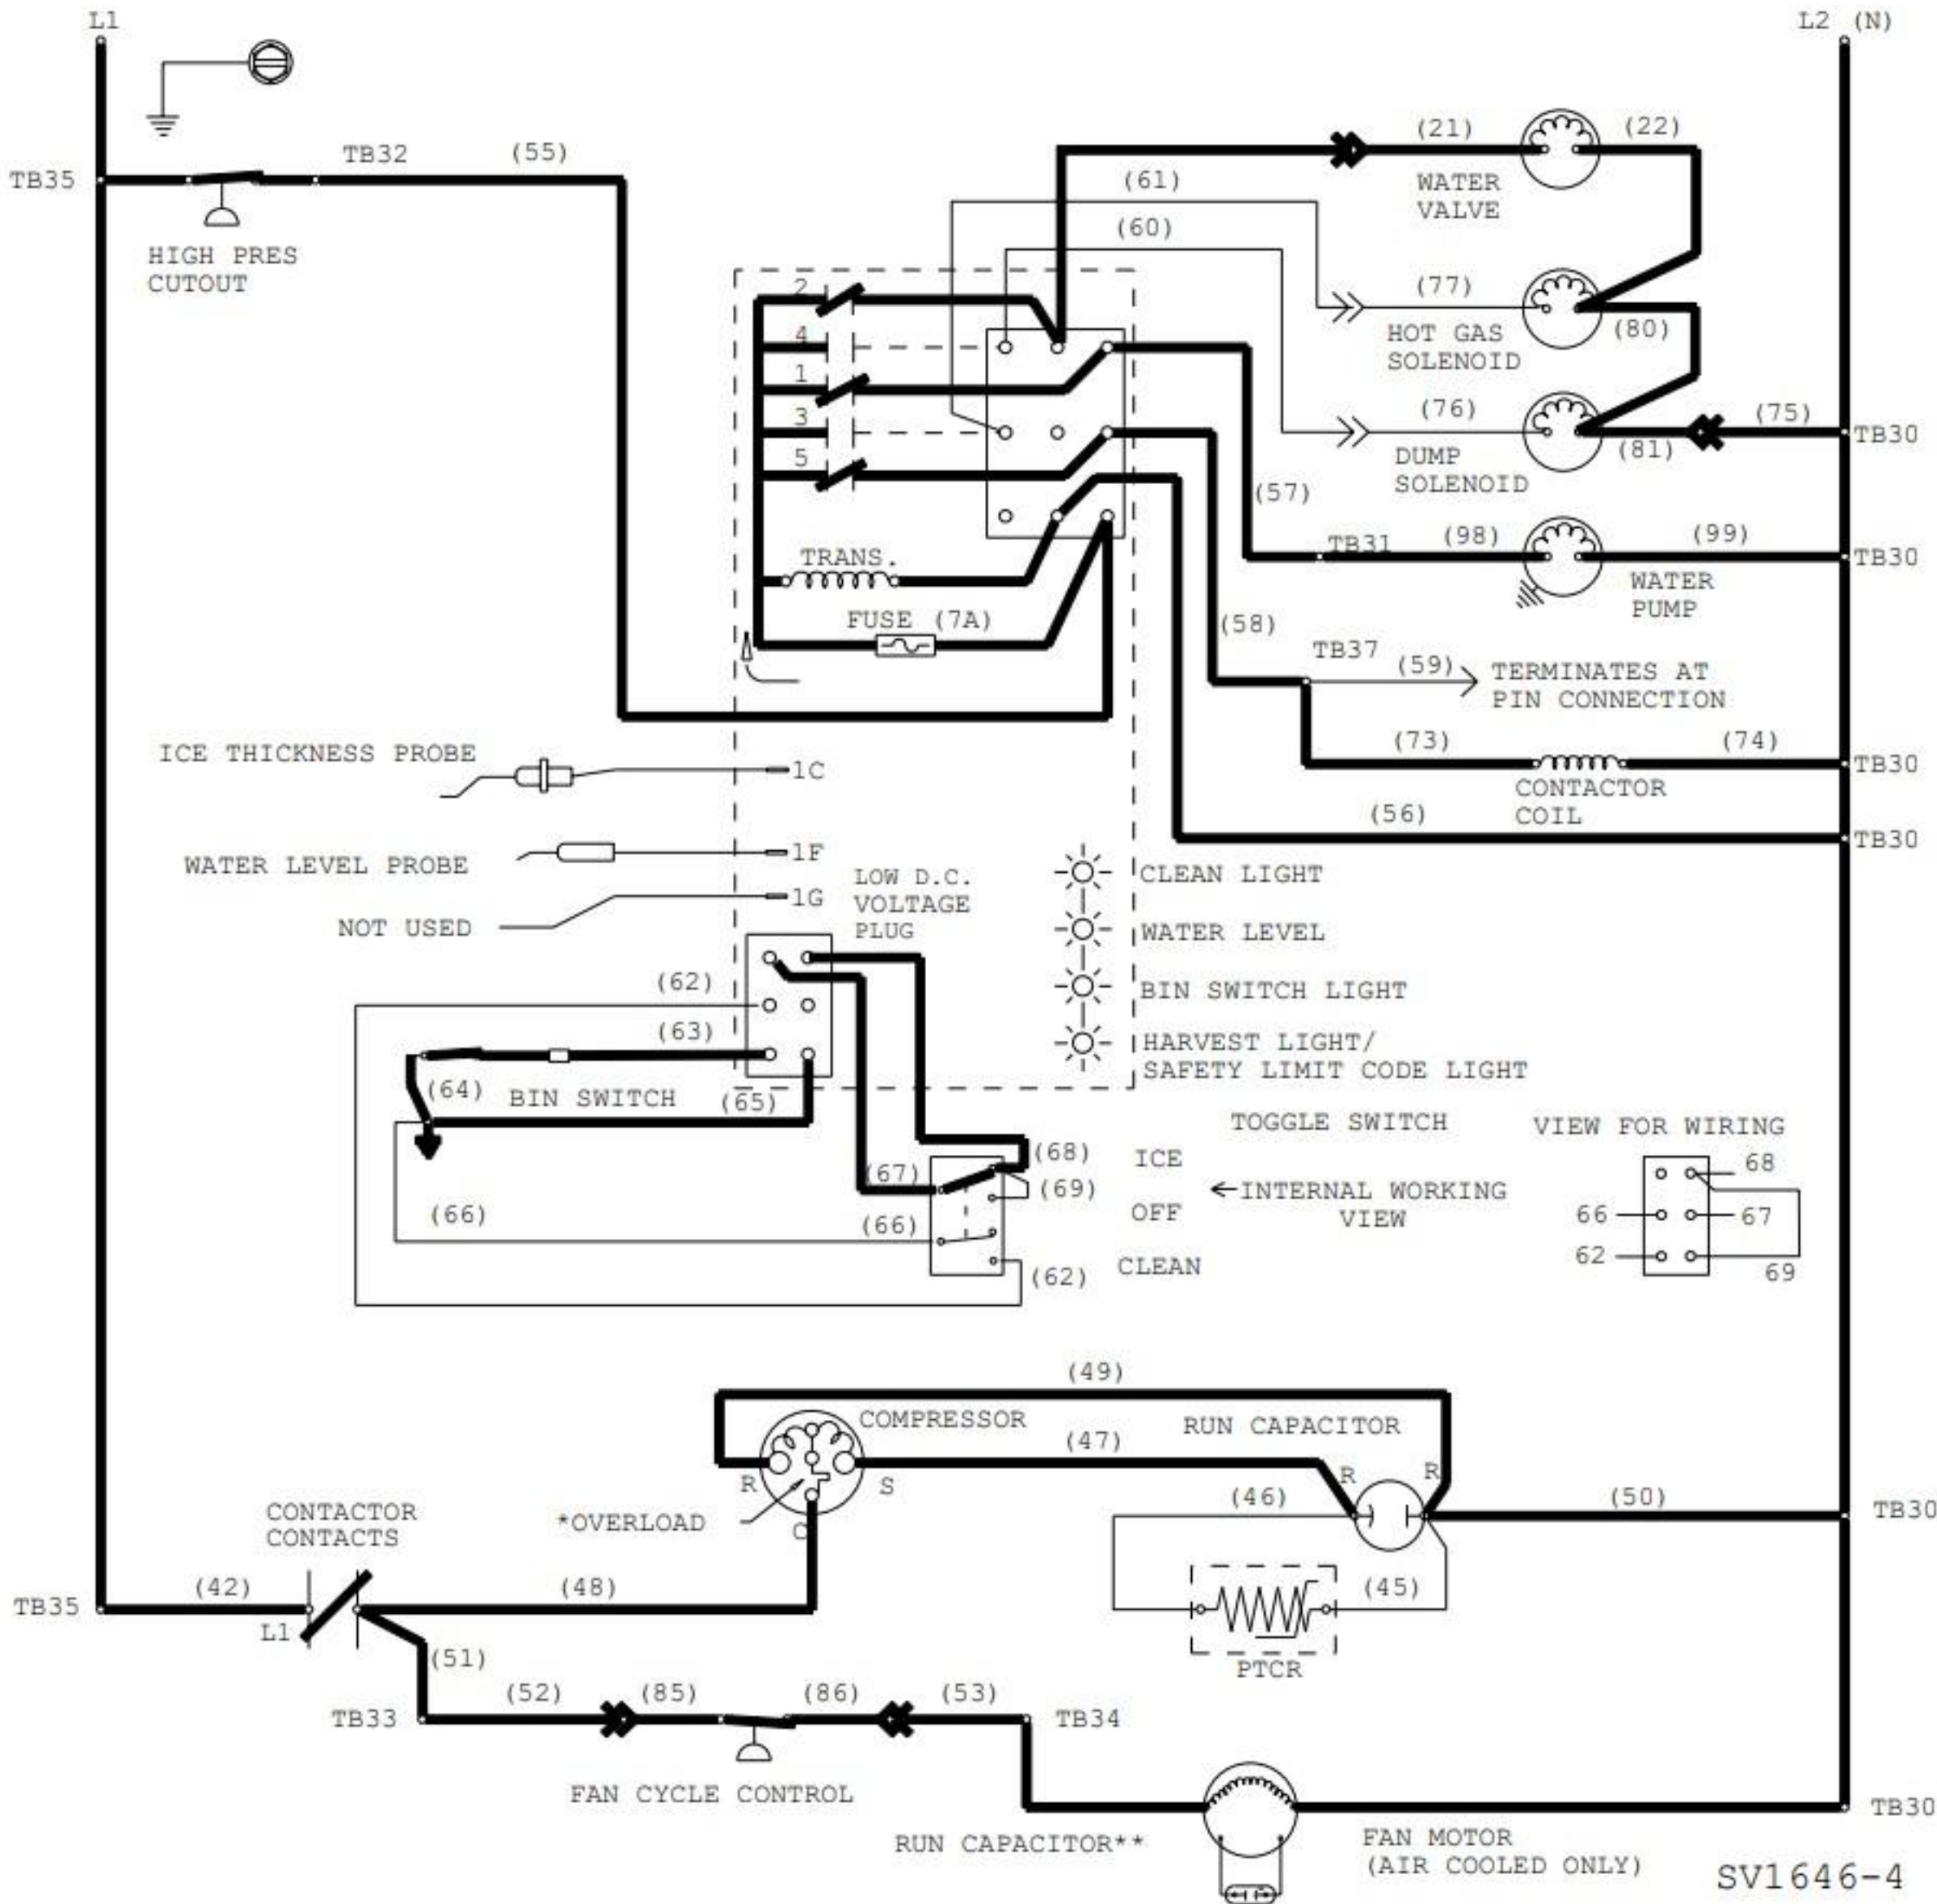 L1
L2 (N)
TB35
TB32
(55)
HIGH PRES
CUTOUT
(21)
(22)
WATER
VALVE
(61)
(60)
(77)
(80)
HOT GAS
SOLENOID
(76)
(81)
(75)
TB30
DUMP
SOLENOID
2
4
1
3
5
(57)
TRANS.
FUSE (7A)
TB31
(98)
(99)
TB30
WATER
PUMP
(58)
TB37
(59)
TERMINATES AT
PIN CONNECTION
(73)
(74)
TB30
CONTACTOR
COIL
(56)
TB30
ICE THICKNESS PROBE
1C
WATER LEVEL PROBE
1F
NOT USED
1G
LOW D.C.
VOLTAGE
PLUG
CLEAN LIGHT
WATER LEVEL
BIN SWITCH LIGHT
HARVEST LIGHT/
SAFETY LIMIT CODE LIGHT
(62)
(63)
(64)
BIN SWITCH
(65)
(66)
(67)
(66)
(68)
(69)
(62)
TOGGLE SWITCH
ICE
INTERNAL WORKING
VIEW
OFF
CLEAN
VIEW FOR WIRING
68
66
67
62
69
(49)
COMPRESSOR
RUN CAPACITOR
(47)
R
S
C
*OVERLOAD
R
R
(46)
(50)
TB30
(45)
PTCR
CONTACTOR
CONTACTS
TB35
(42)
L1
(48)
(51)
TB33
(52)
(85)
(86)
(53)
TB34
FAN CYCLE CONTROL
TB30
RUN CAPACITOR**
FAN MOTOR
(AIR COOLED ONLY)
SV1646-4